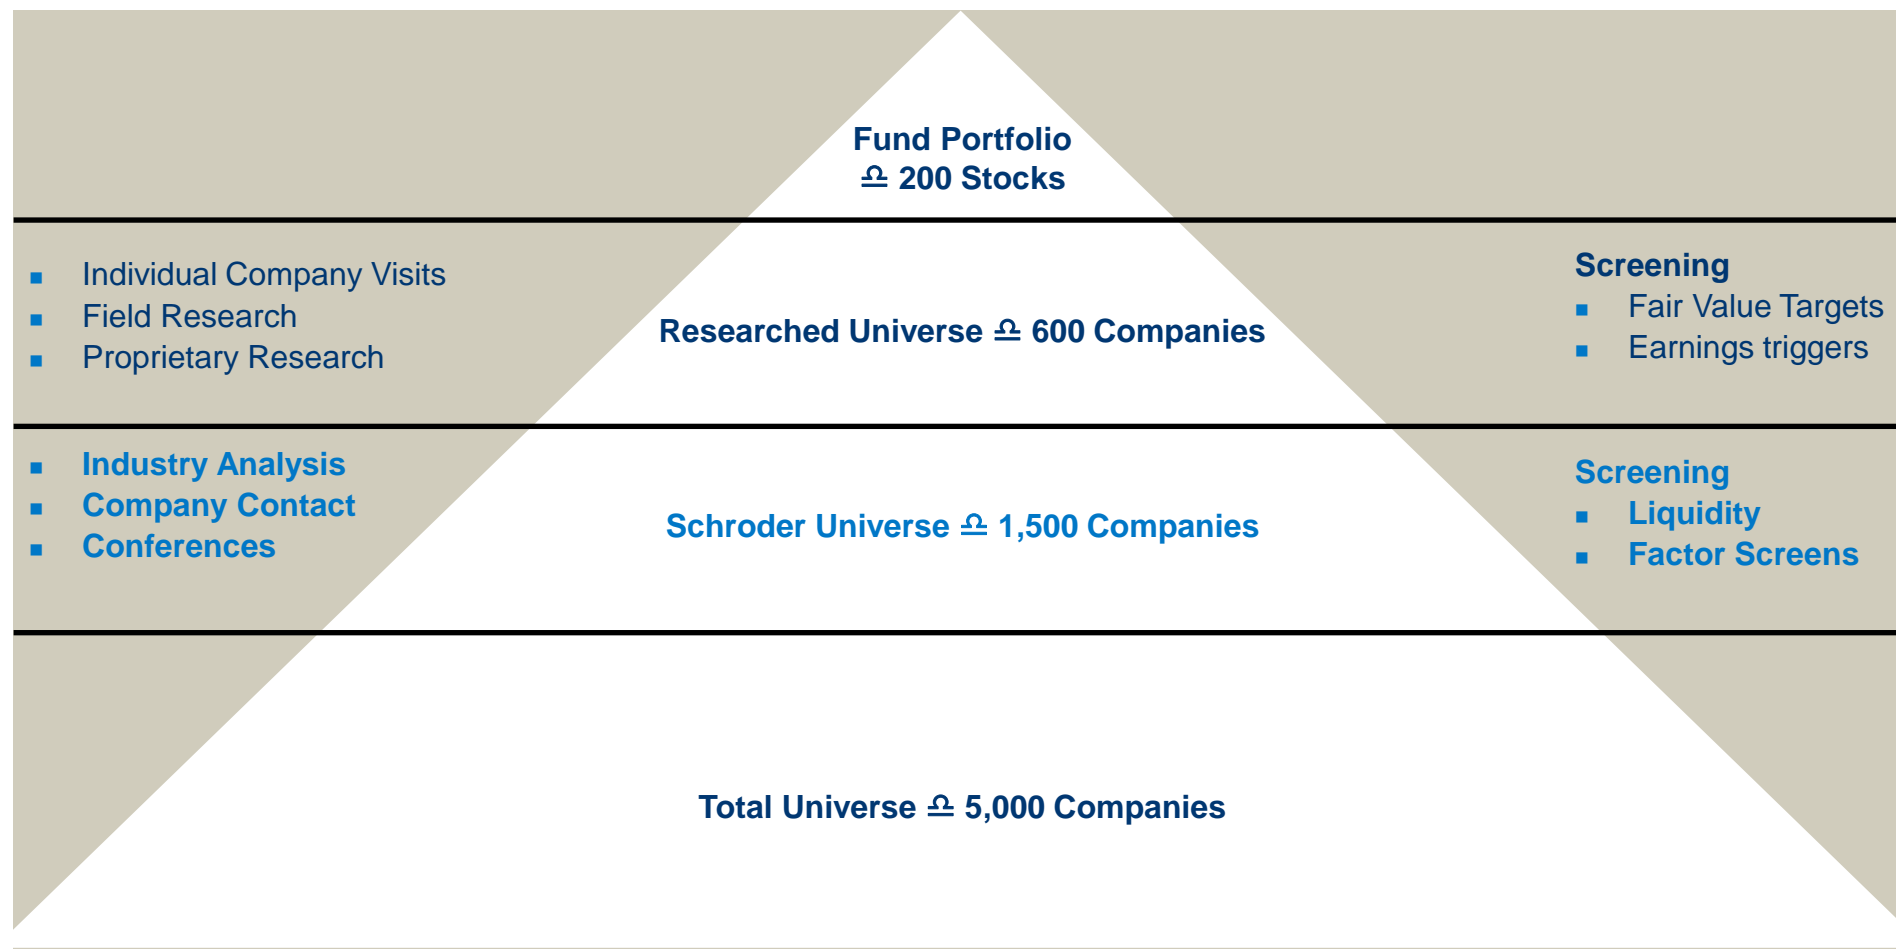 Fund Portfolio
♎ 200 Stocks
▪ Individual Company Visits
▪ Field Research
▪ Proprietary Research
Researched Universe ♎ 600 Companies
Screening
▪ Fair Value Targets
▪ Earnings triggers
▪ Industry Analysis
▪ Company Contact
▪ Conferences
Schroder Universe ♎ 1,500 Companies
Screening
▪ Liquidity
▪ Factor Screens
Total Universe ♎ 5,000 Companies